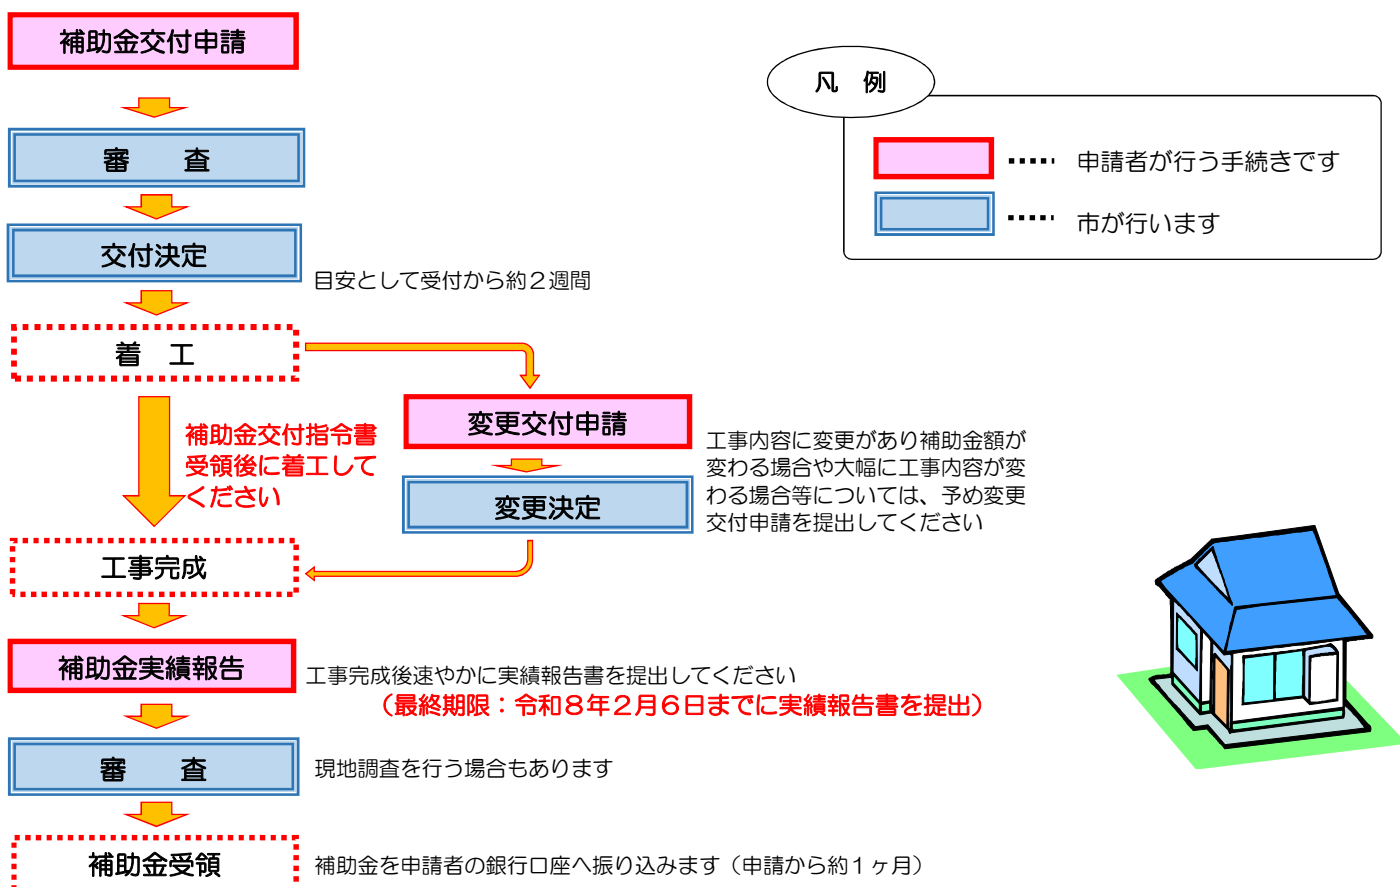 補助金交付申請
凡　例
・・・・・ 申請者が行う手続きです
・・・・・ 市が行います
審　　査
交付決定
目安として受付から約２週間
着　工
補助金交付指令書
受領後に着工して
ください
変更交付申請
変更決定
工事内容に変更があり補助金額が
変わる場合や大幅に工事内容が変
わる場合等については、予め変更
交付申請を提出してください
工事完成
補助金実績報告
工事完成後速やかに実績報告書を提出してください
（最終期限：令和８年２月６日までに実績報告書を提出）
審　　査
現地調査を行う場合もあります
補助金受領
補助金を申請者の銀行口座へ振り込みます（申請から約１ヶ月）